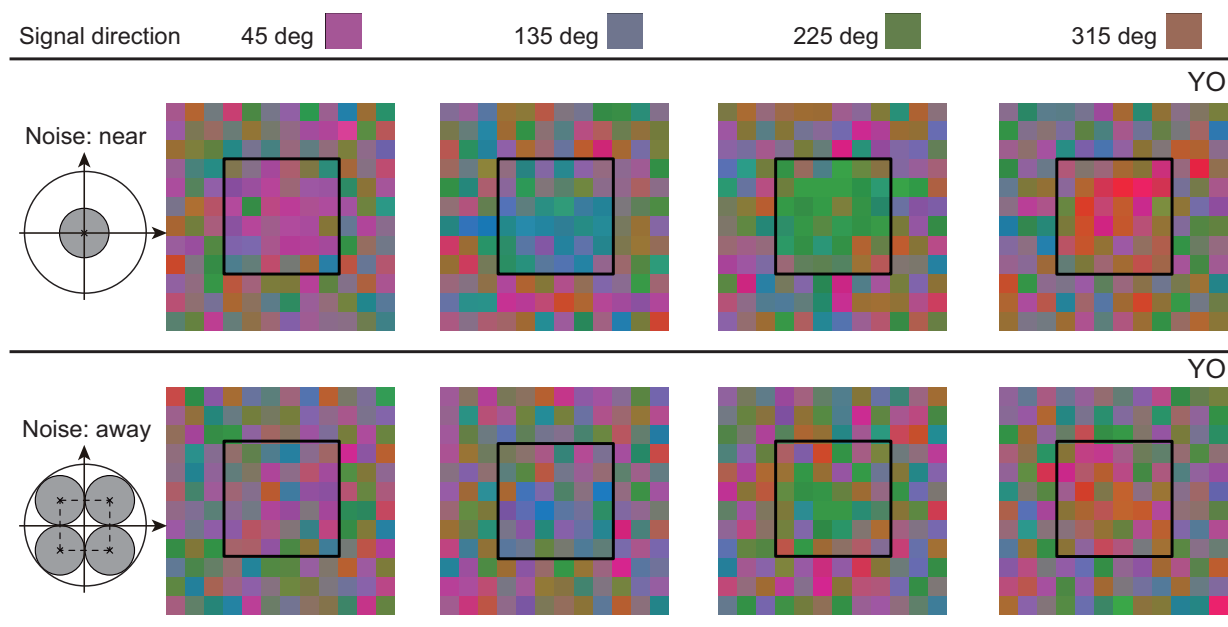 Signal direction 45 deg 135 deg 225 deg 315 deg
YO
Noise: near
YO
Noise: away